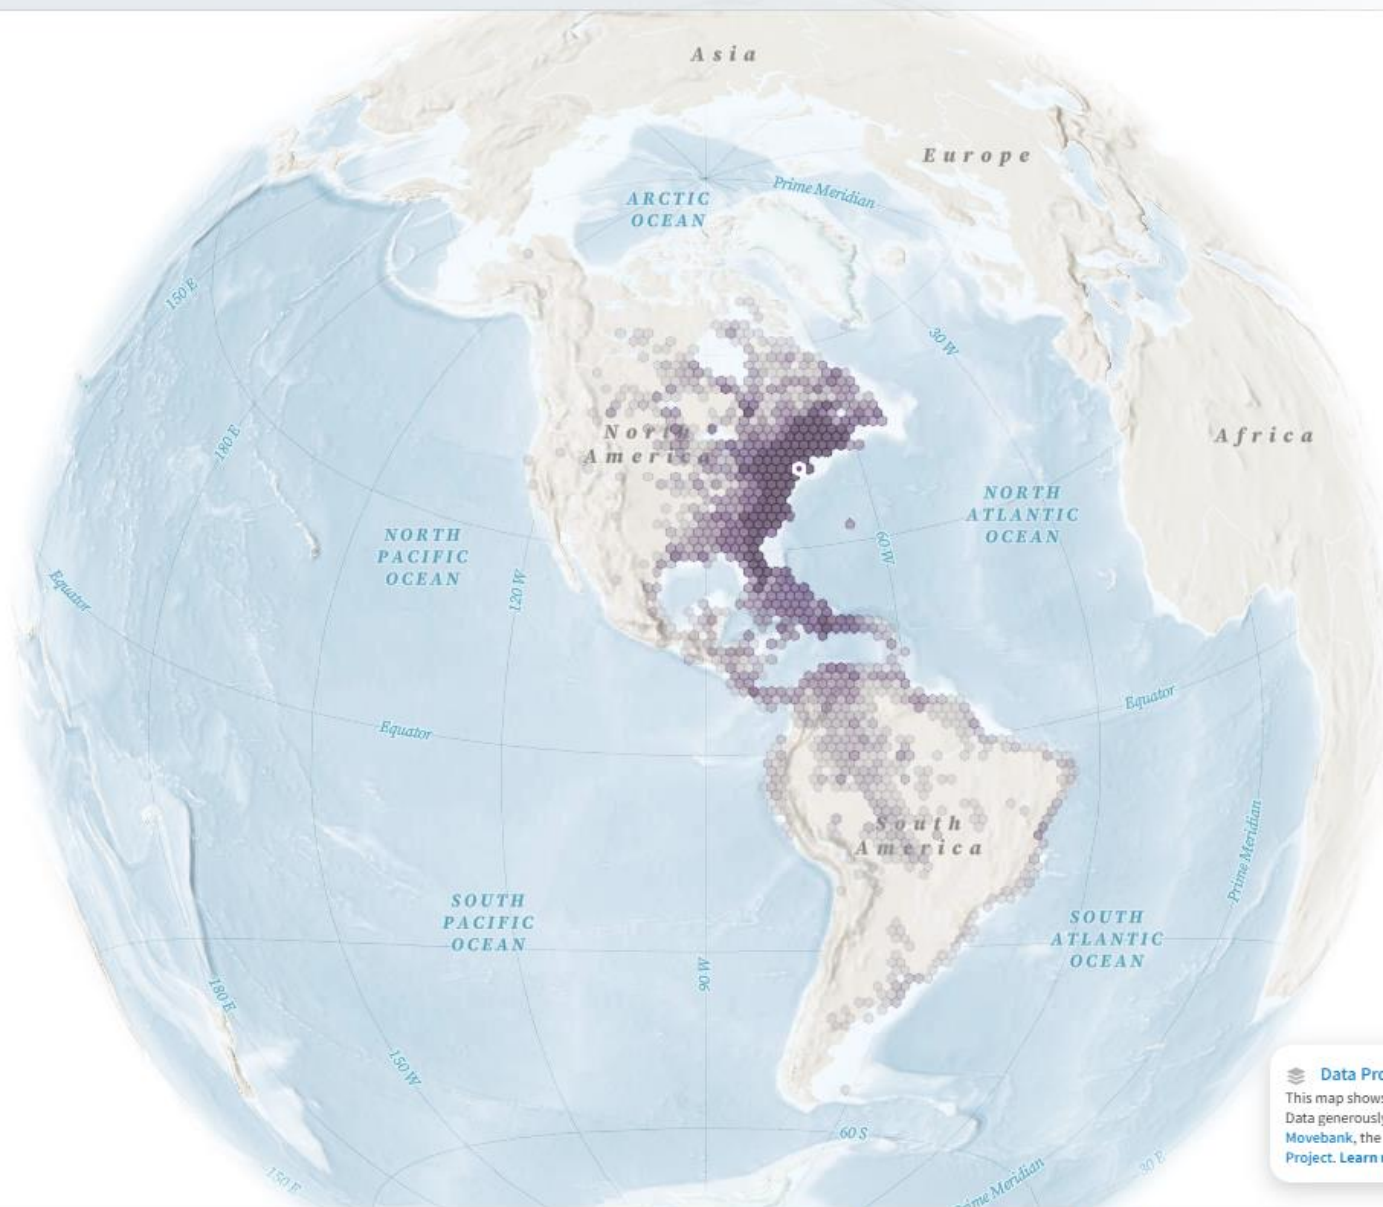 Asia
Europe
Prime Meridian
ARCTIC
OCEAN
150 E
30 W
180 E
North
America
Africa
NORTH
ATLANTIC
OCEAN
NORTH
PACIFIC
OCEAN
60 W
120 W
Equator
Equator
Equator
South
America
Prime Meridian
SOUTH
PACIFIC
OCEAN
SOUTH
ATLANTIC
OCEAN
90 W
180 E
150 W
60 S
150 E
30 E
Prime Meridian
Data Pro
This map shows
Data generously
Movebank, the
Project. Learn